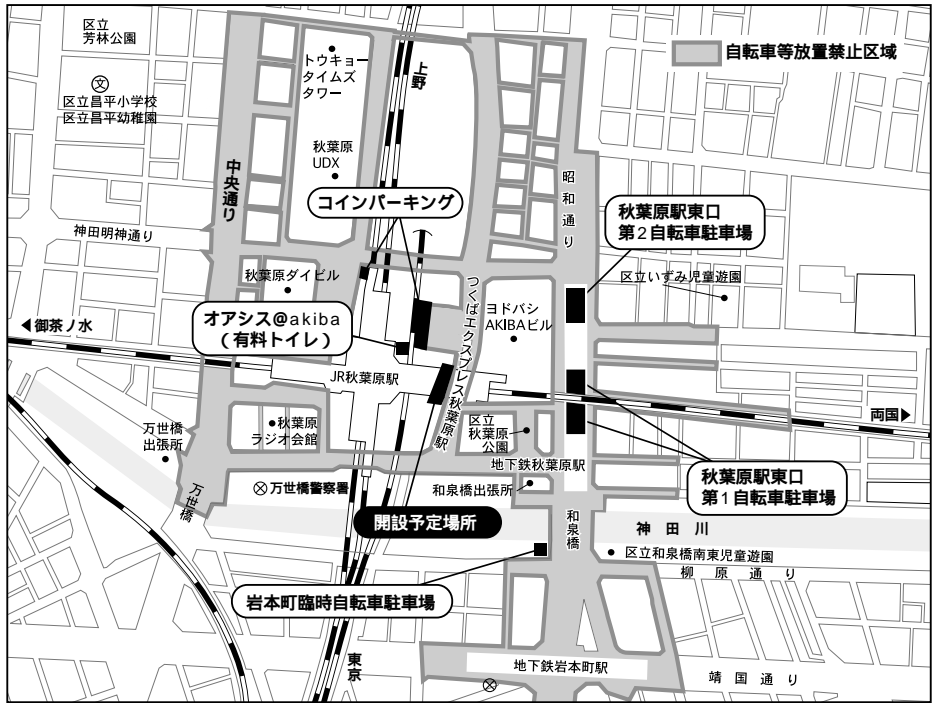 区立
芳林公園
文
区立昌平小学校
区立昌平幼稚園
トウキョー
タイムズ
タワー
上野
自転車等放置禁止区域
秋葉原
UDX
中央通り
昭和通り
コインパーキング
秋葉原駅東口
第2自転車駐車場
神田明神通り
秋葉原ダイビル
つくばエクスプレス秋葉原駅
ヨドバシ
AKIBAビル
区立いずみ児童遊園
オアシス@akiba
（有料トイレ）
御茶ノ水
JR秋葉原駅
両国
万世橋
出張所
秋葉原
ラジオ会館
区立
秋葉原
公園
地下鉄秋葉原駅
秋葉原駅東口
第1自転車駐車場
万世橋
万世橋警察署
和泉橋出張所
開設予定場所
和泉橋
神田川
区立和泉橋南東児童遊園
柳原通り
岩本町臨時自転車駐車場
東京
地下鉄岩本町駅
靖国通り